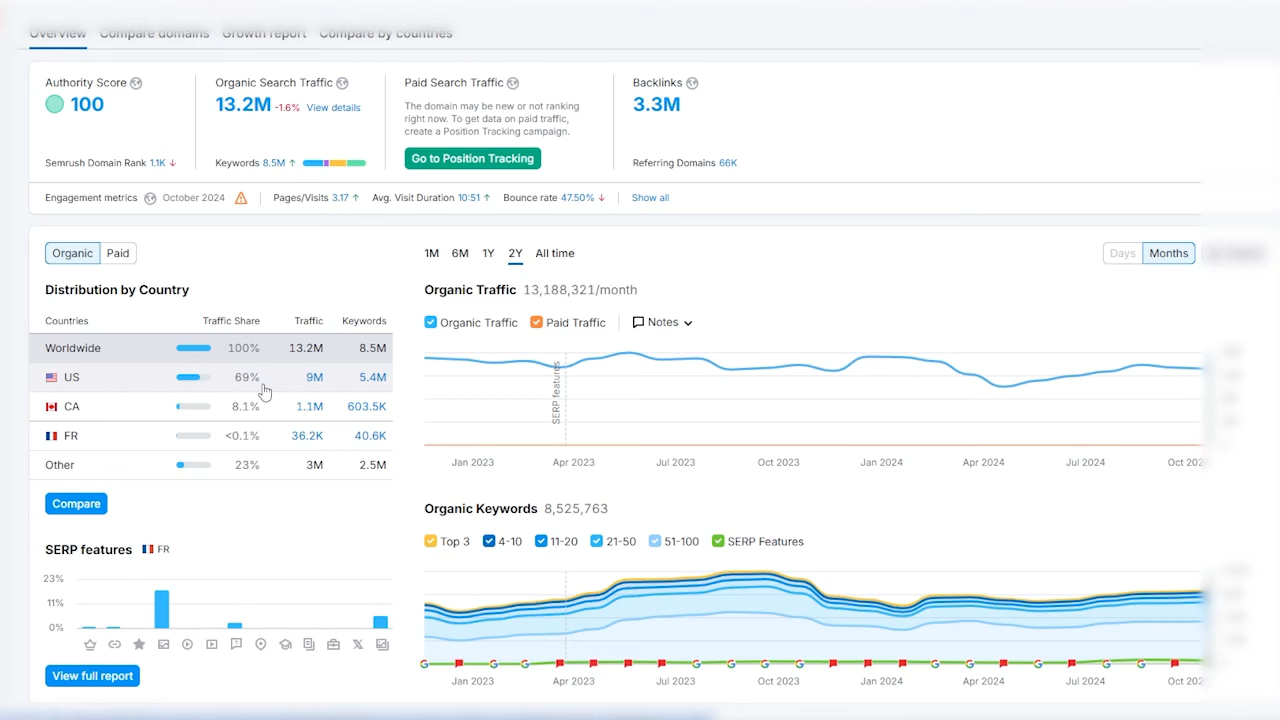 Overview Compare domains Growth report Compare by countries
Authority Score
100
Semrush Domain Rank 1.1K ↓
Organic Search Traffic
13.2M -1.6% View details
Keywords 8.5M ↑
Paid Search Traffic
The domain may be new or not ranking
right now. To get data on paid traffic,
create a Position Tracking campaign.
Go to Position Tracking
Backlinks
3.3M
Referring Domains 66K
Engagement metrics October 2024 Pages/Visits 3.17 ↑ Avg. Visit Duration 10:51 ↑ Bounce rate 47.50% ↓ Show all
Organic Paid
Distribution by Country
Countries Traffic Share Traffic Keywords
Worldwide 100% 13.2M 8.5M
US 69% 9M 5.4M
CA 8.1% 1.1M 603.5K
FR <0.1% 36.2K 40.6K
Other 23% 3M 2.5M
Compare
SERP features FR
23%
11%
0%
View full report
1M 6M 1Y 2Y All time Days Months
Organic Traffic 13,188,321/month
Organic Traffic Paid Traffic Notes
SERP features
Jan 2023 Apr 2023 Jul 2023 Oct 2023 Jan 2024 Apr 2024 Jul 2024 Oct 202
Organic Keywords 8,525,763
Top 3 4-10 11-20 21-50 51-100 SERP Features
Jan 2023 Apr 2023 Jul 2023 Oct 2023 Jan 2024 Apr 2024 Jul 2024 Oct 202